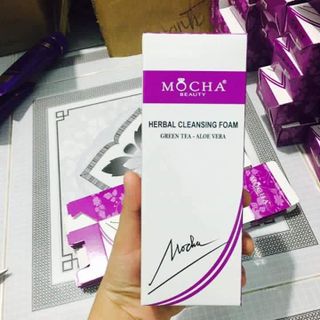 MOCHA®
BEAUTY
HERBAL CLEANSING FOAM
GREEN TEA - ALOE VERA
Mocha